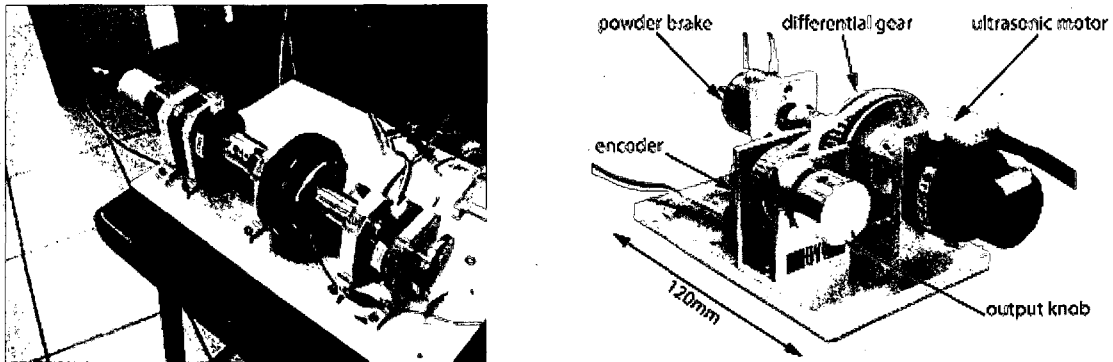 powder brake
differential gear
ultrasonic motor
encoder
output knob
120mm